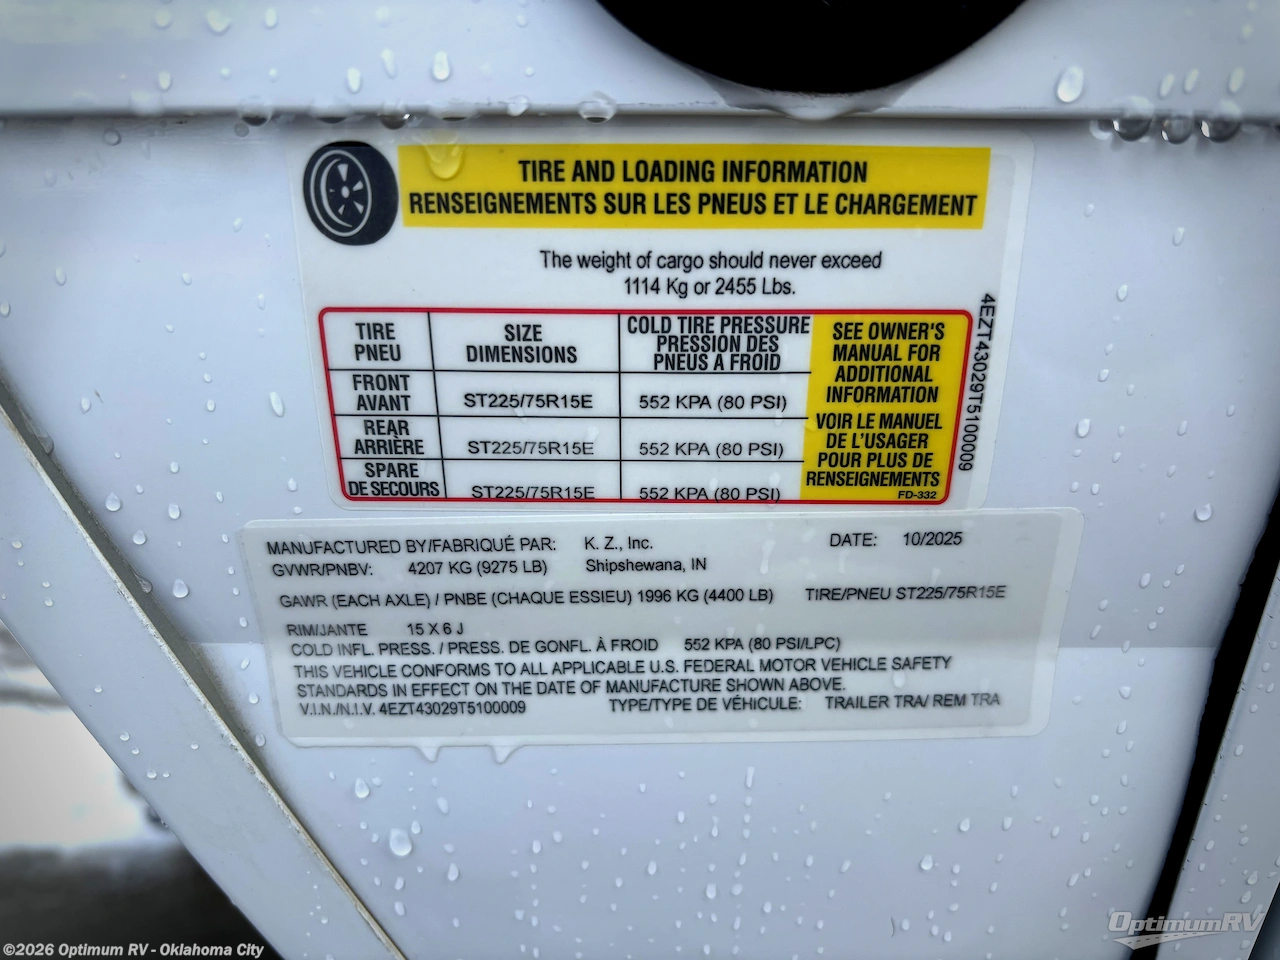 TIRE AND LOADING INFORMATION
RENSEIGNEMENTS SUR LES PNEUS ET LE CHARGEMENT
The weight of cargo should never exceed
1114 Kg or 2455 Lbs.
TIRE
PNEU
SIZE
DIMENSIONS
COLD TIRE PRESSURE
PRESSION DES
PNEUS A FROID
FRONT
AVANT
ST225/75R15E
552 KPA (80 PSI)
REAR
ARRIÈRE
ST225/75R15E
552 KPA (80 PSI)
SPARE
DE SECOURS
ST225/75R15E
552 KPA (80 PSI)
SEE OWNER'S
MANUAL FOR
ADDITIONAL
INFORMATION
VOIR LE MANUEL
DE L'USAGER
POUR PLUS DE
RENSEIGNEMENTS
FD-332
4EZT43029T5100009
MANUFACTURED BY/FABRIQUÉ PAR: K. Z., Inc. DATE: 10/2025
GVWR/PNBV: 4207 KG (9275 LB) Shipshewana, IN
GAWR (EACH AXLE) / PNBE (CHAQUE ESSIEU) 1996 KG (4400 LB) TIRE/PNEU ST225/75R15E
RIM/JANTE 15 X 6 J
COLD INFL. PRESS. / PRESS. DE GONFL. À FROID 552 KPA (80 PSI/LPC)
THIS VEHICLE CONFORMS TO ALL APPLICABLE U.S. FEDERAL MOTOR VEHICLE SAFETY
STANDARDS IN EFFECT ON THE DATE OF MANUFACTURE SHOWN ABOVE.
V.I.N./N.I.V. 4EZT43029T5100009 TYPE/TYPE DE VÉHICULE: TRAILER TRA/ REM TRA
©2026 Optimum RV - Oklahoma City
OptimumRV